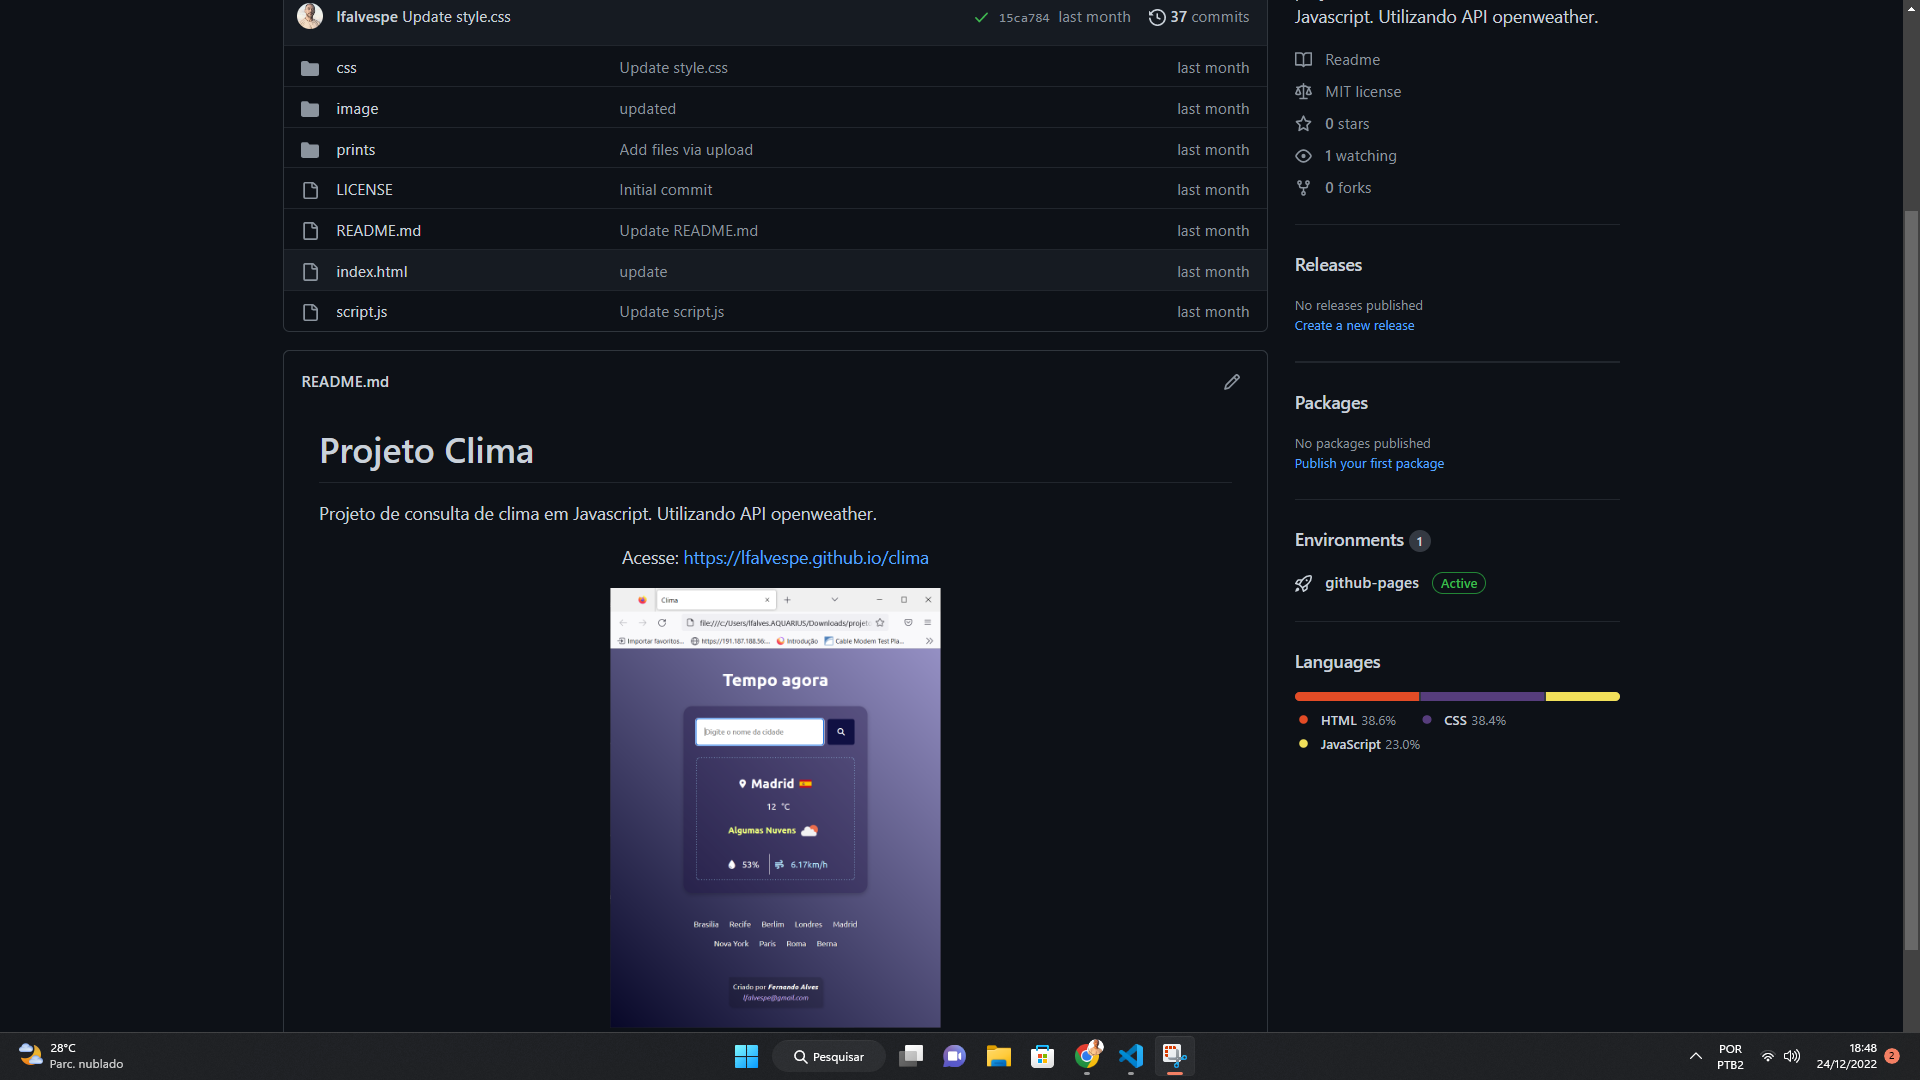 lfalvespe Update style.css 15ca784 last month 37 commits
css Update style.css last month
image updated last month
prints Add files via upload last month
LICENSE Initial commit last month
README.md Update README.md last month
index.html update last month
script.js Update script.js last month
README.md
Projeto Clima
Projeto de consulta de clima em Javascript. Utilizando API openweather.
Acesse: https://lfalvespe.github.io/clima
Clima
file:///c:/Users/lfalves.AQUARIUS/Downloads/projeto
Importar favoritos... https://191.187.188.36:... Introdução Cable Modem Test Pla...
Tempo agora
Digite o nome da cidade
Madrid
12 °C
Algumas Nuvens
53% 6.17km/h
Brasília Recife Berlim Londres Madrid
Nova York Paris Roma Berna
Criado por Fernando Alves
lfalvespe@gmail.com
Javascript. Utilizando API openweather.
Readme
MIT license
0 stars
1 watching
0 forks
Releases
No releases published
Create a new release
Packages
No packages published
Publish your first package
Environments 1
github-pages Active
Languages
HTML 38.6% CSS 38.4%
JavaScript 23.0%
28°C
Parc. nublado
Pesquisar
POR
PTB2
18:48
24/12/2022
2